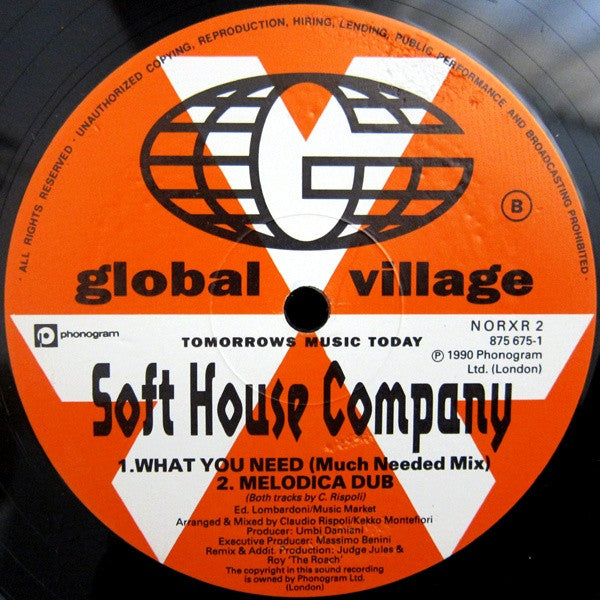 · ALL RIGHTS RESERVED · UNAUTHORIZED COPYING, REPRODUCTION, HIRING, LENDING, PUBLIC PERFORMANCE AND BROADCASTING PROHIBITED ·
G
B
global village
p phonogram
TOMORROWS MUSIC TODAY
NORXR 2
875 675-1
℗ 1990 Phonogram
Ltd. (London)
Soft House Company
1.WHAT YOU NEED (Much Needed Mix)
2. MELODICA DUB
(Both tracks by C. Rispoli)
Ed. Lombardoni/Music Market
Arranged & Mixed by Claudio Rispoli/Kekko Montefiori
Producer: Umbi Damiani
Executive Producer: Massimo Benini
Remix & Addit. Production: Judge Jules &
Roy 'The Roach'
The copyright in this sound recording
is owned by Phonogram Ltd.
(London)